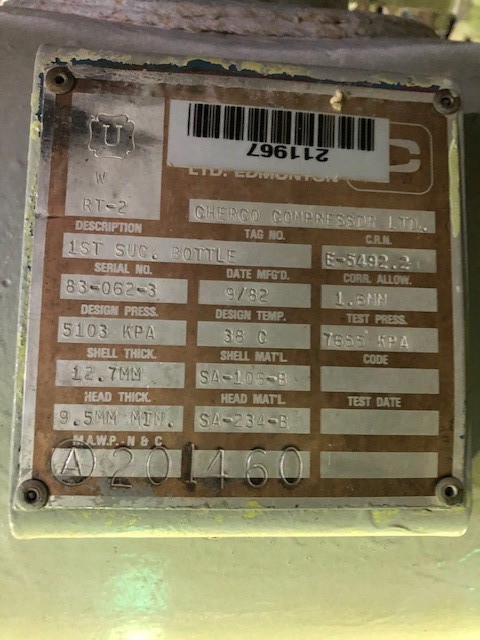 U
W
RT-2
211967
LTD. EDMONTON
C
CHERCO COMPRESSOR LTD.
DESCRIPTION TAG NO. C.R.N.
1ST SUC. BOTTLE E-5492.21
SERIAL NO. DATE MFG'D. CORR. ALLOW.
83-062-3 9/82 1.6MM
DESIGN PRESS. DESIGN TEMP. TEST PRESS.
5103 KPA 38 C KPA
SHELL THICK. SHELL MAT'L CODE
12.7MM SA-106-B
HEAD THICK. HEAD MAT'L TEST DATE
9.5MM MIN. SA-234-B
M.A.W.P. - N & C
A201460